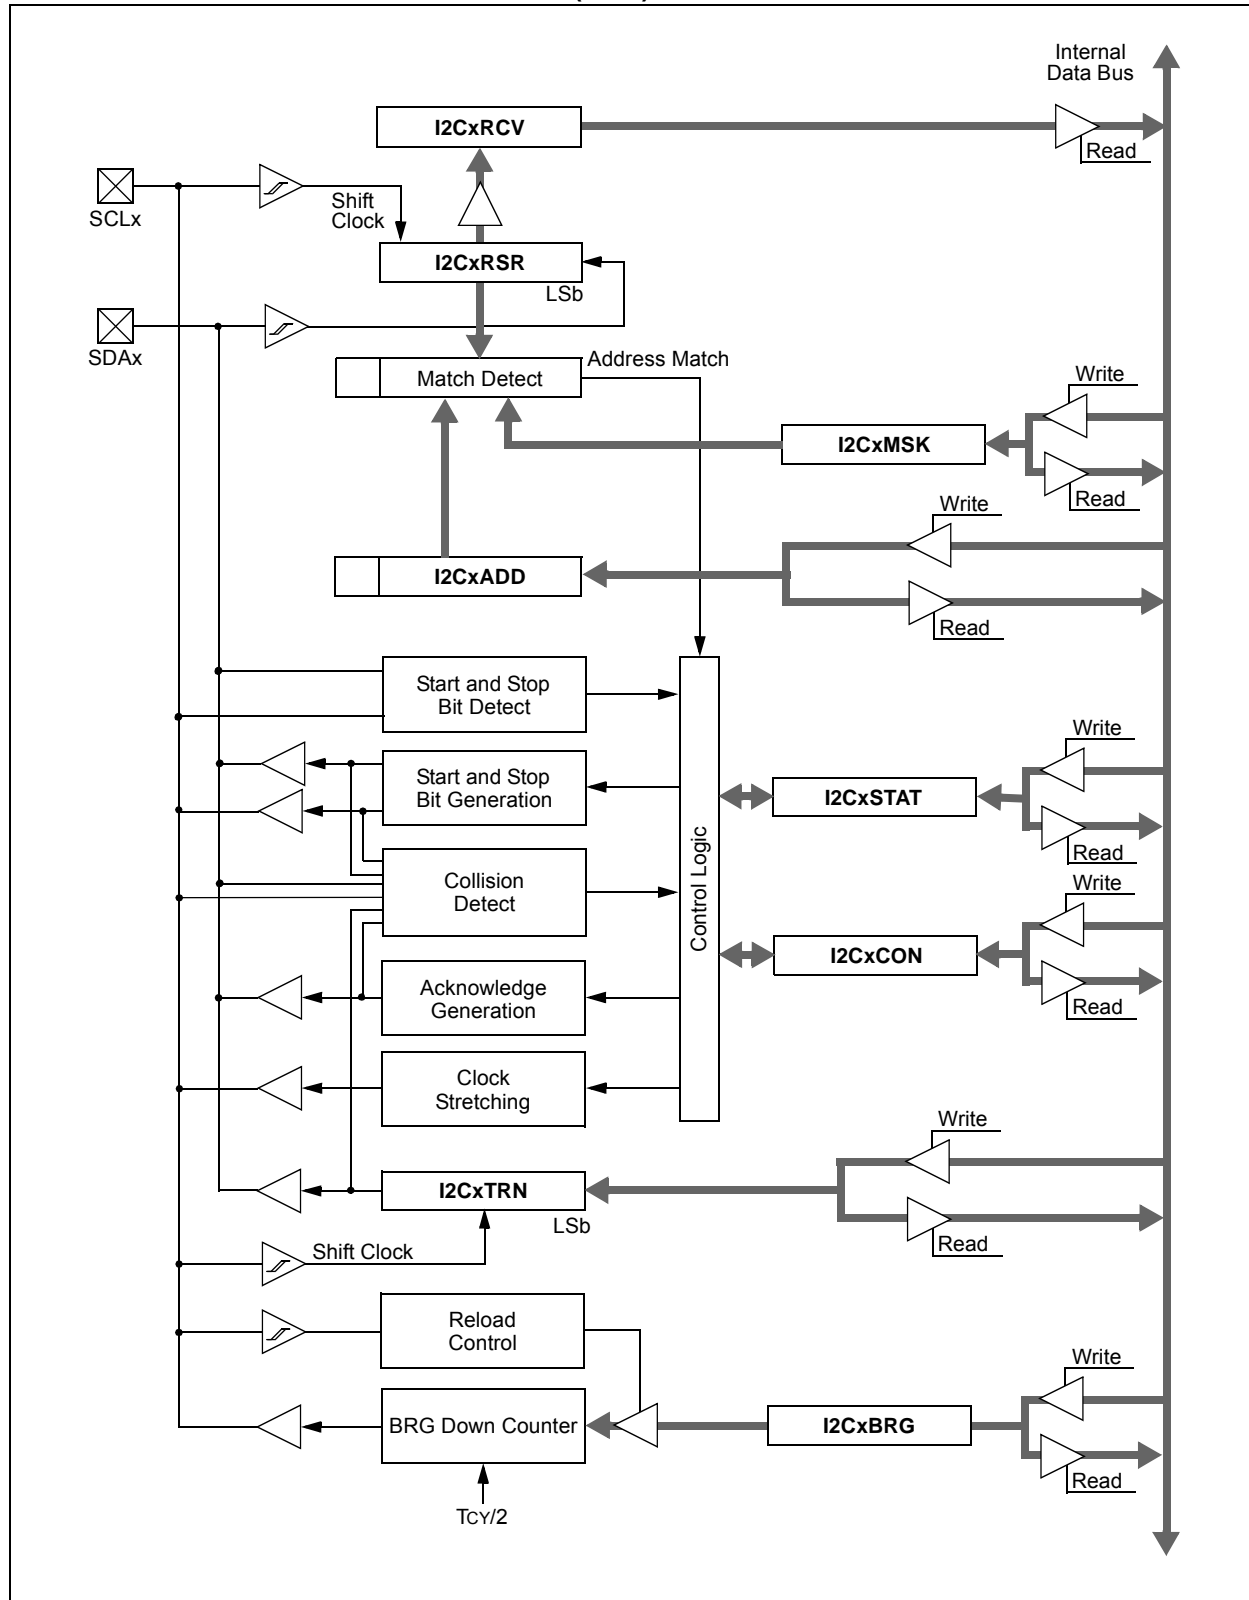 Internal
Data Bus
I2CxRCV
Read
SCLx
Shift
Clock
I2CxRSR
LSb
SDAx
Address Match
Match Detect
Write
I2CxMSK
Read
Write
I2CxADD
Read
Start and Stop
Bit Detect
Write
Start and Stop
Bit Generation
I2CxSTAT
Read
Control Logic
Collision
Detect
Write
I2CxCON
Read
Acknowledge
Generation
Clock
Stretching
Write
I2CxTRN
LSb
Read
Shift Clock
Reload
Control
Write
BRG Down Counter
I2CxBRG
Read
TCY/2